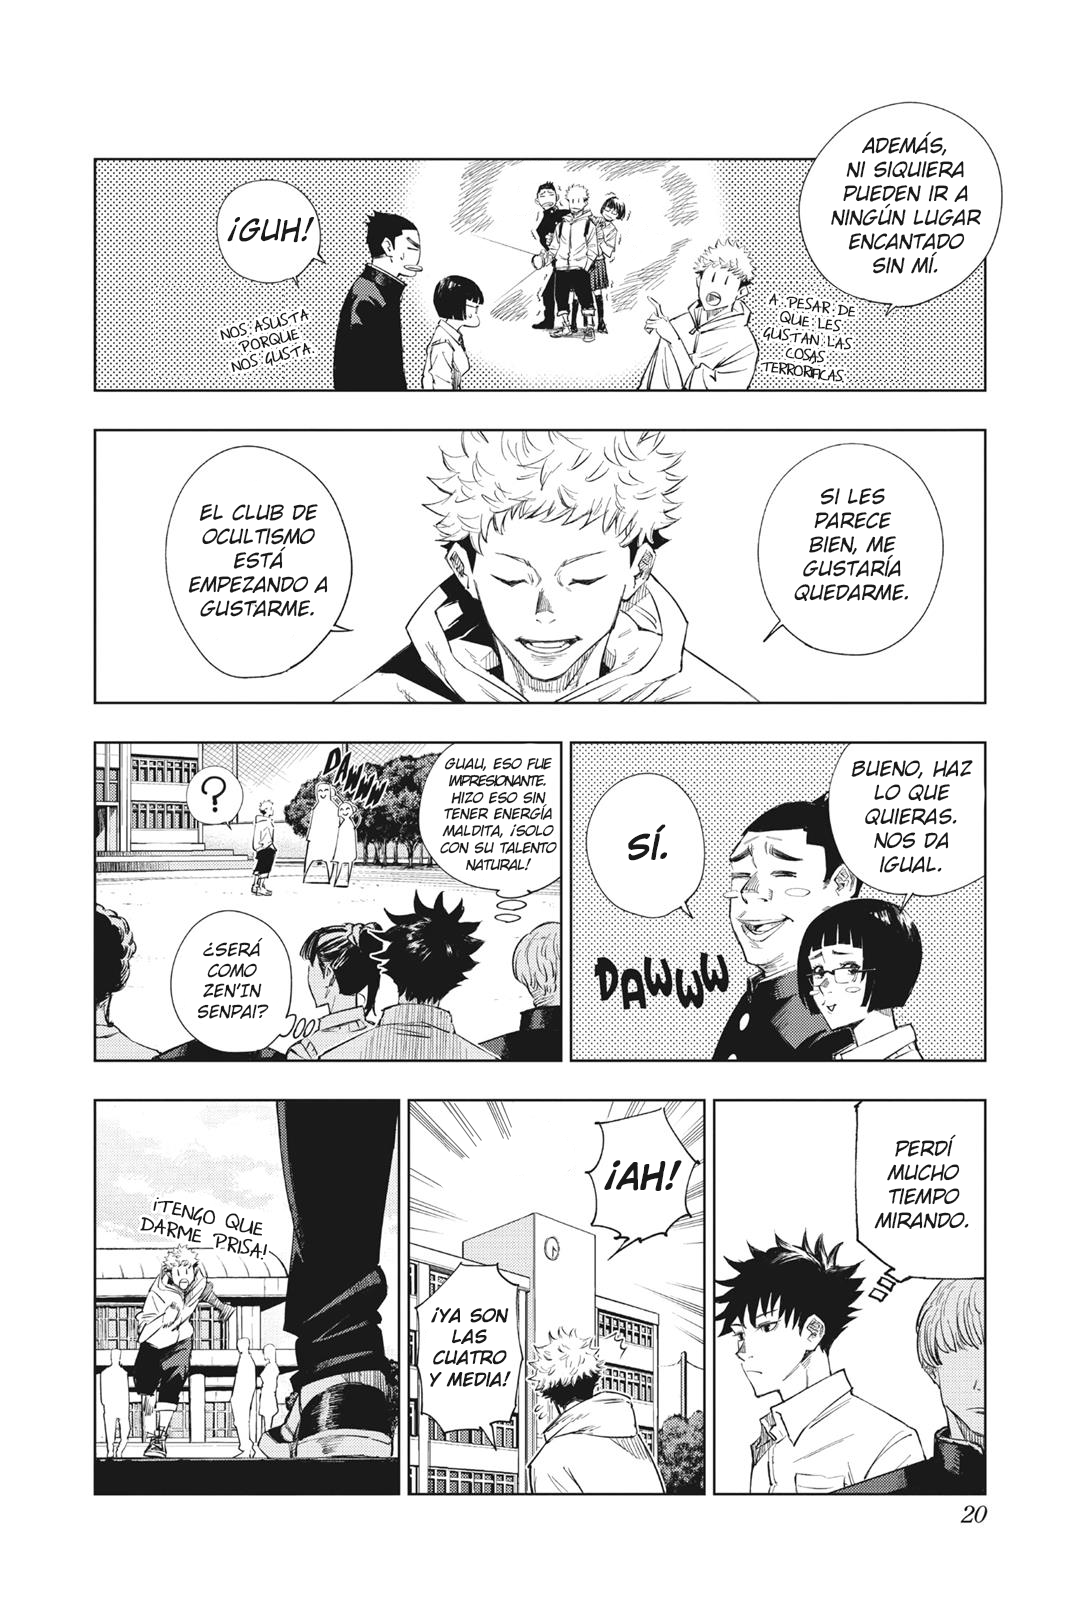 ADEMÁS,
NI SIQUIERA
PUEDEN IR A
NINGÚN LUGAR
ENCANTADO
SIN MÍ.
A PESAR DE
QUE LES
GUSTAN LAS
COSAS
TERRORIFICAS
¡GUH!
NOS ASUSTA
PORQUE
NOS GUSTA.
SI LES
PARECE
BIEN, ME
GUSTARÍA
QUEDARME.
EL CLUB DE
OCULTISMO
ESTÁ
EMPEZANDO A
GUSTARME.
BUENO, HAZ
LO QUE
QUIERAS.
NOS DA
IGUAL.
SÍ.
DAWWW
GUAU, ESO FUE
IMPRESIONANTE.
HIZO ESO SIN
TENER ENERGÍA
MALDITA, ¡SOLO
CON SU TALENTO
NATURAL!
DAWWW
?
¿SERÁ
COMO
ZEN'IN
SENPAI?
PERDÍ
MUCHO
TIEMPO
MIRANDO.
¡AH!
¡YA SON
LAS
CUATRO
Y MEDIA!
¡TENGO QUE
DARME PRISA!
20